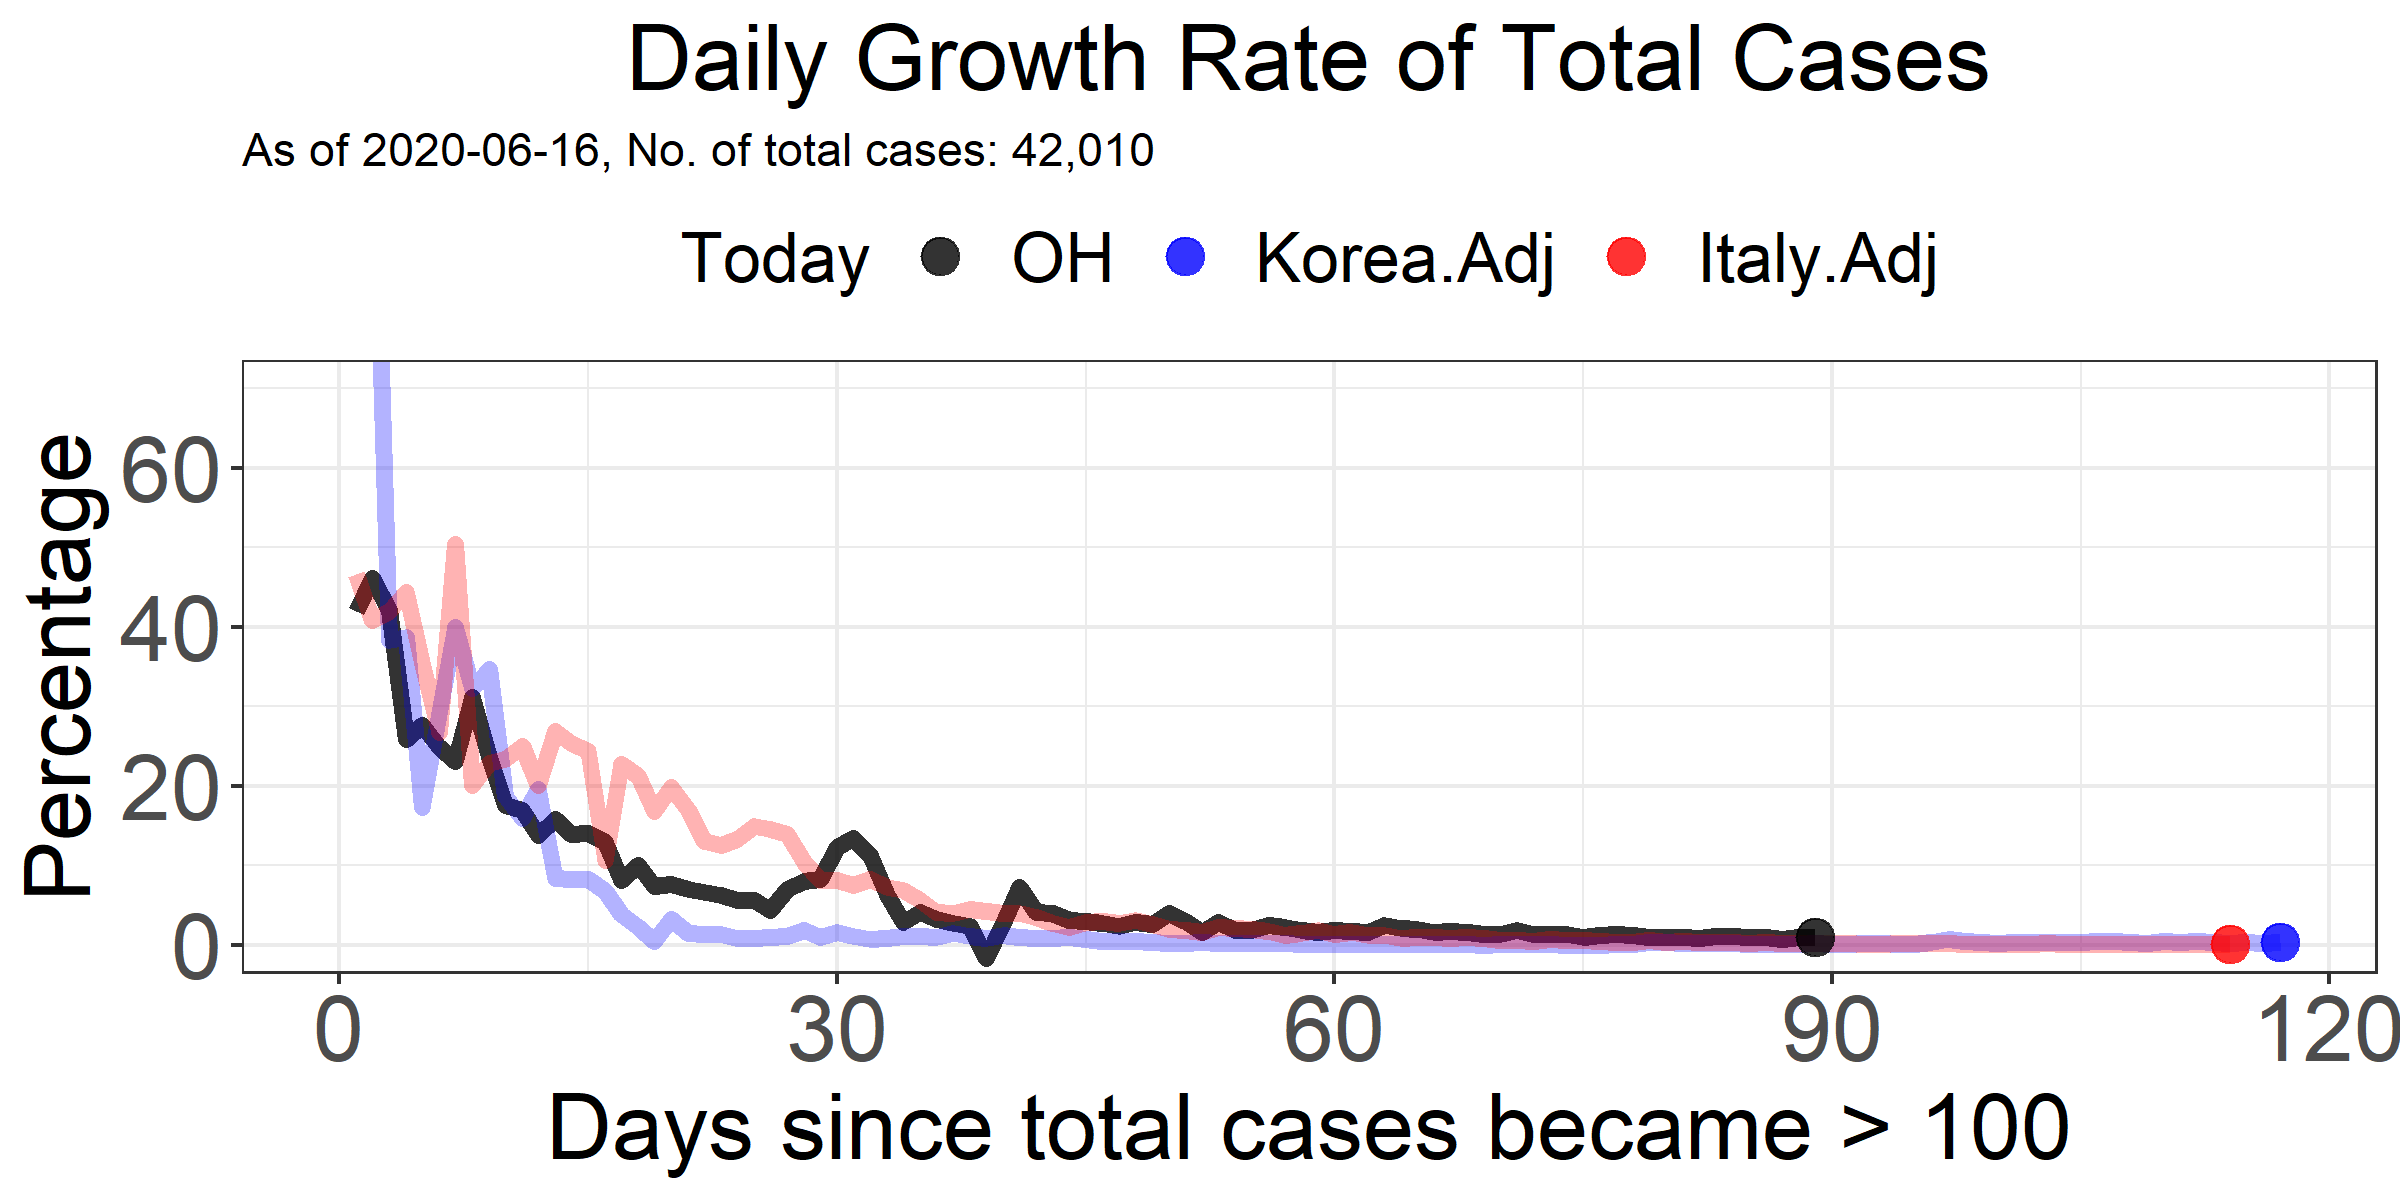 Daily Growth Rate of Total Cases
As of 2020-06-16, No. of total cases: 42,010
Today OH Korea.Adj Italy.Adj
Percentage
60
40
20
0
0 30 60 90 120
Days since total cases became > 100